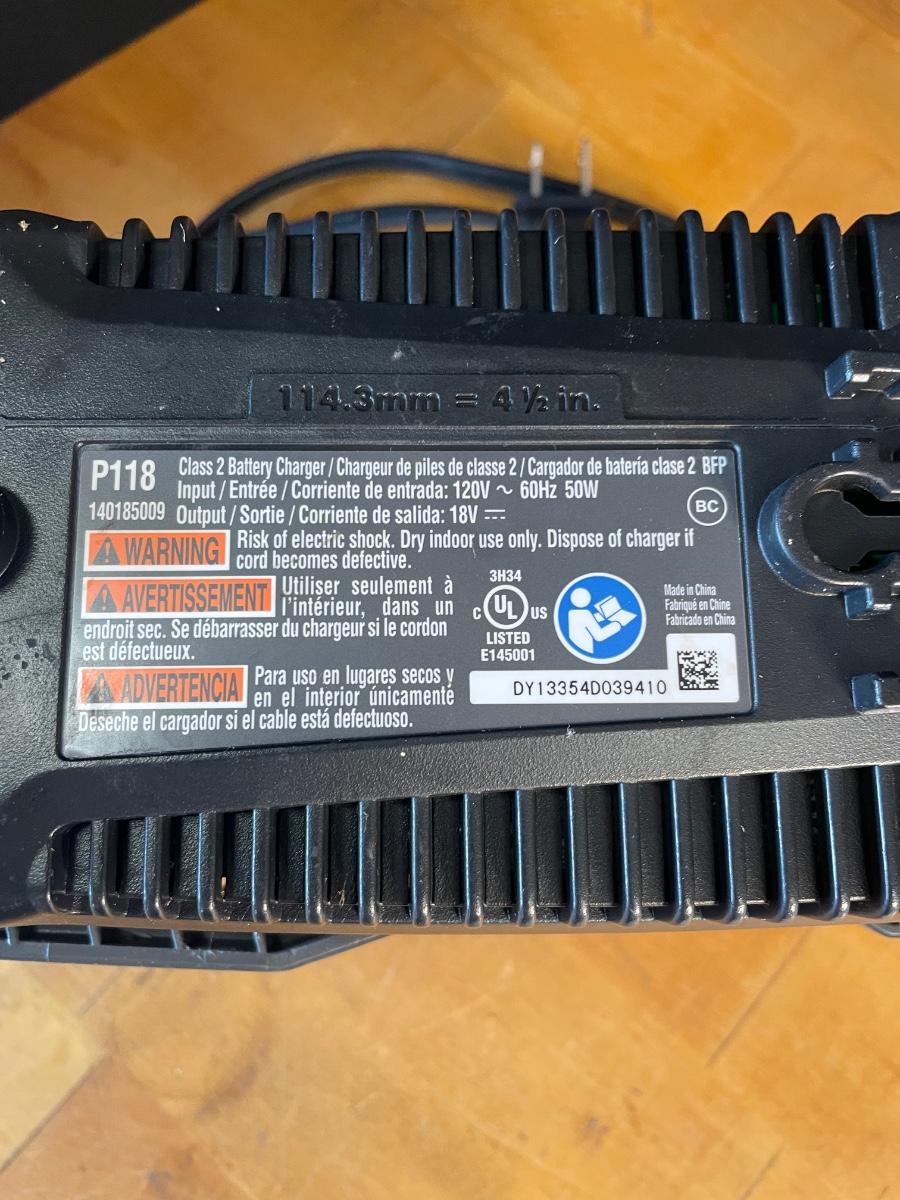 114.3mm = 4 ½ in.
P118
140185009
Class 2 Battery Charger / Chargeur de piles de classe 2 / Cargador de batería clase 2 BFP
Input / Entrée / Corriente de entrada: 120V ~ 60Hz 50W
Output / Sortie / Corriente de salida: 18V ⎓
BC
WARNING Risk of electric shock. Dry indoor use only. Dispose of charger if
cord becomes defective.
AVERTISSEMENT Utiliser seulement à
l'intérieur, dans un
endroit sec. Se débarrasser du chargeur si le cordon
est défectueux.
ADVERTENCIA Para uso en lugares secos y
en el interior únicamente
Deseche el cargador si el cable está defectuoso.
3H34
C UL US
LISTED
E145001
Made in China
Fabriqué en Chine
Fabricado en China
DY13354D039410